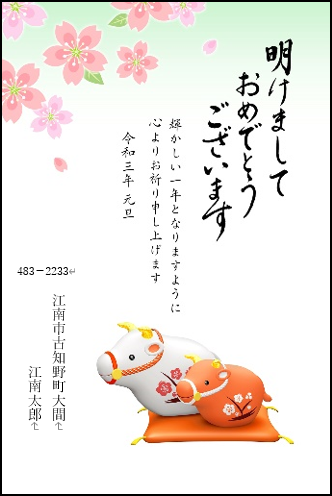 明けまして
おめでとう
ございます
輝かしい一年となりますように
心よりお祈り申し上げます
令和三年 元旦
483－2233
江南市古知野町大間
江南太郎